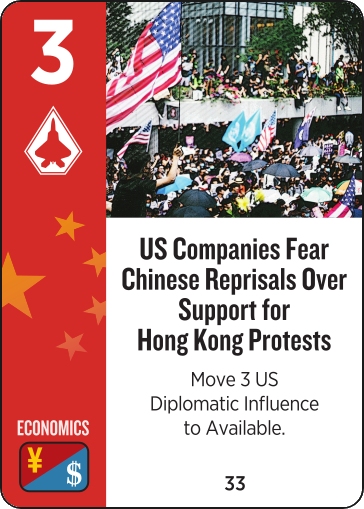 3
US Companies Fear
Chinese Reprisals Over
Support for
Hong Kong Protests
Move 3 US
Diplomatic Influence
to Available.
ECONOMICS
¥
$
33